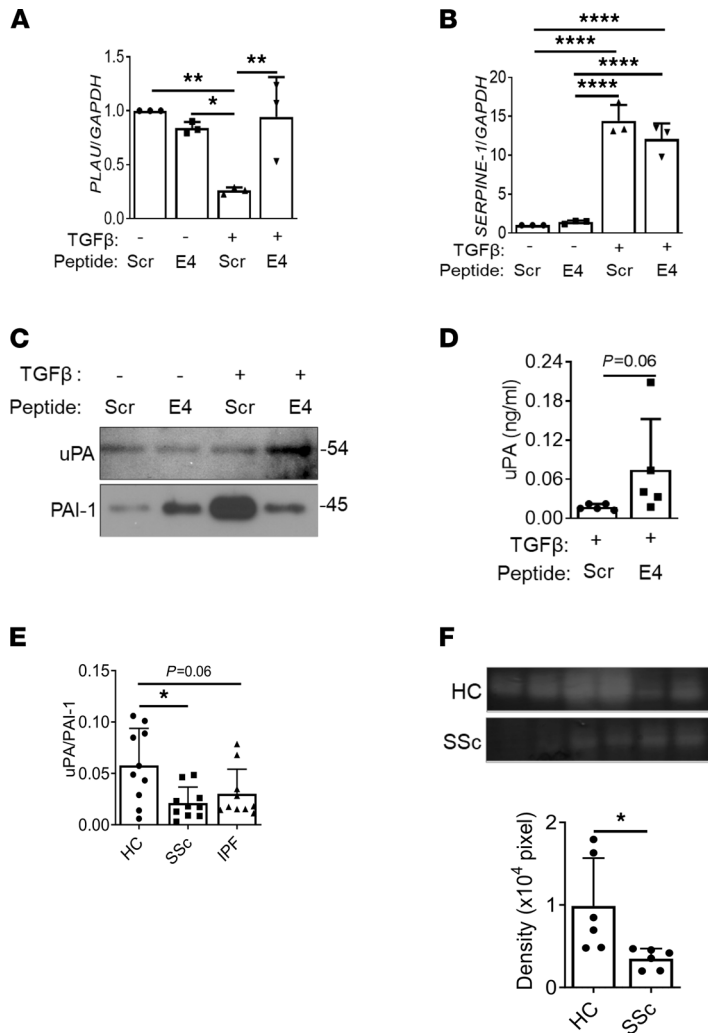 A
**
**
*
PLAU/GAPDH
1.0
0.5
0.0
TGFβ: - - + +
Peptide: Scr E4 Scr E4
B
****
****
****
****
SERPINE-1/GAPDH
20
15
10
5
0
TGFβ: - - + +
Peptide: Scr E4 Scr E4
C
TGFβ : - - + +
Peptide: Scr E4 Scr E4
uPA -54
PAI-1 -45
D
P=0.06
uPA (ng/ml)
0.24
0.18
0.12
0.06
0.00
TGFβ: + +
Peptide: Scr E4
E
P=0.06
*
uPA/PAI-1
0.15
0.10
0.05
0.00
HC SSc IPF
F
HC
SSc
*
Density (x10⁴ pixel)
2
1
0
HC SSc